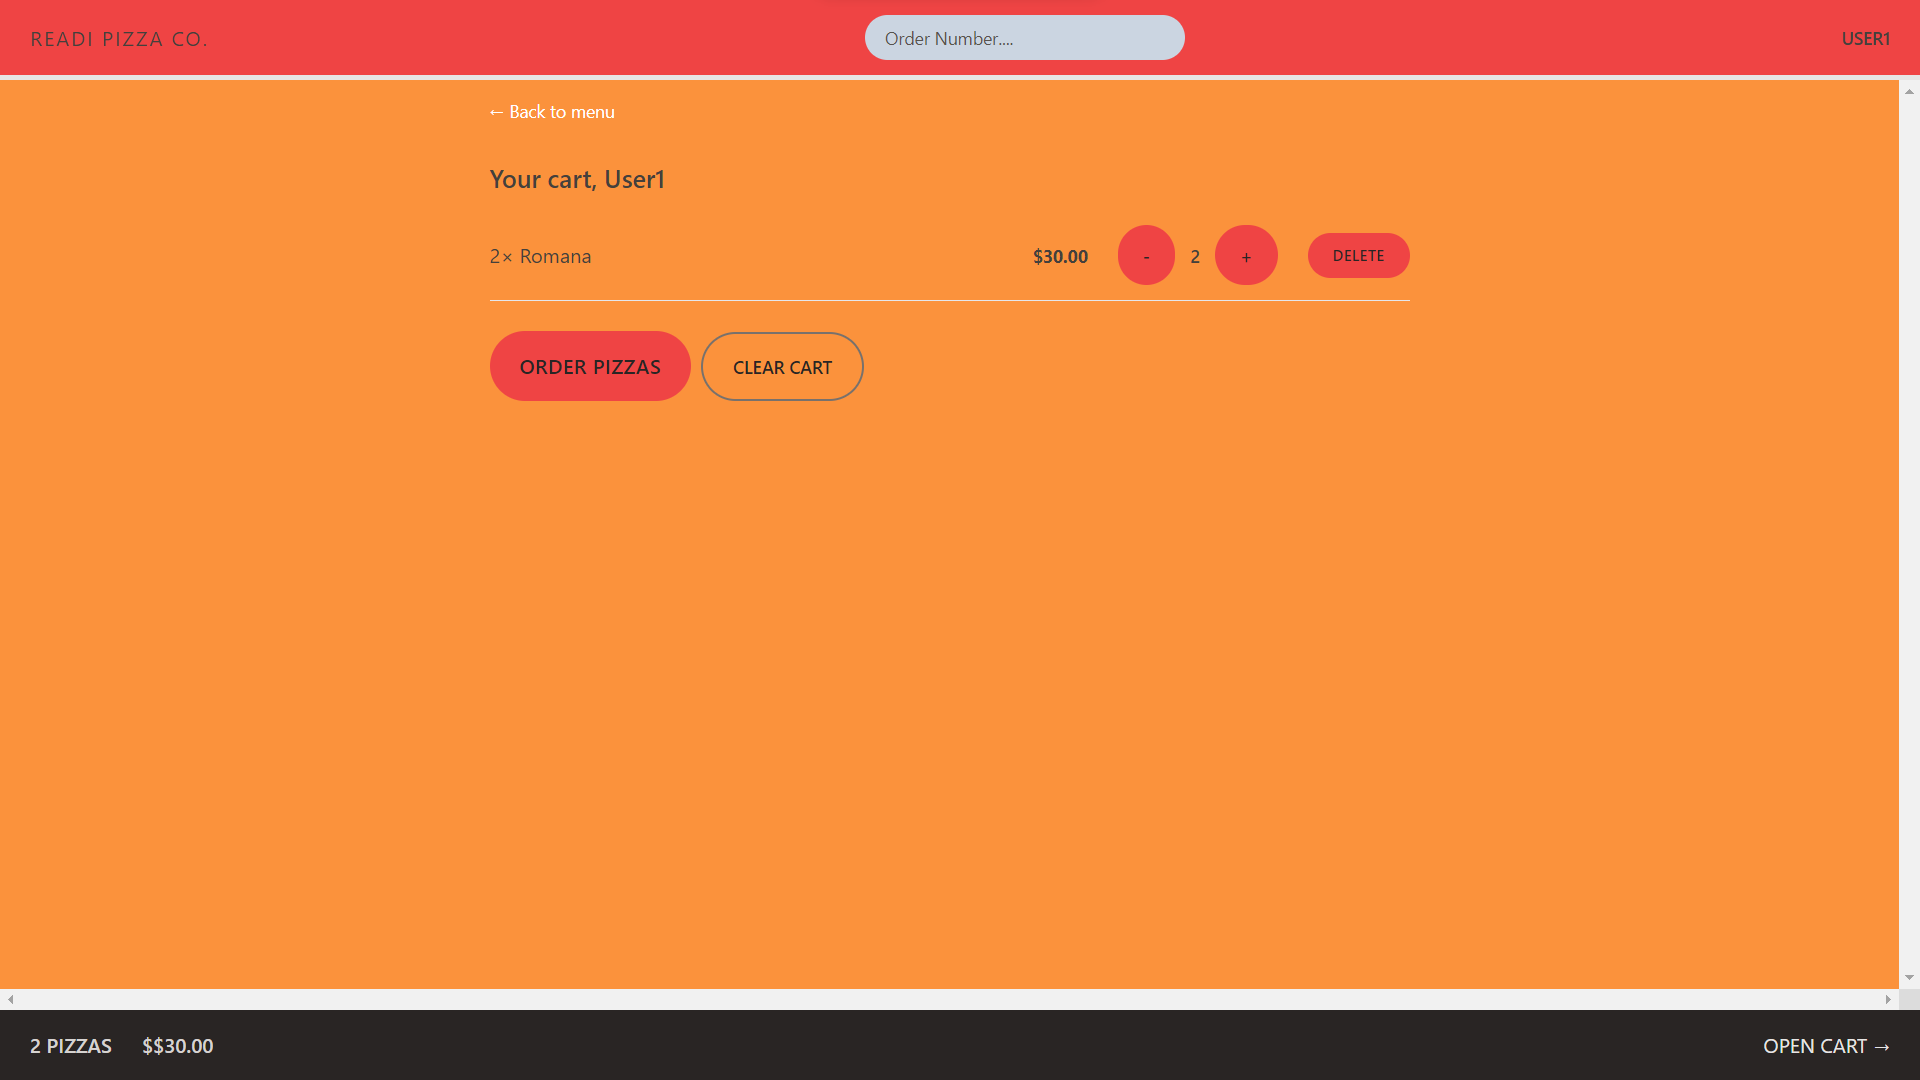 READI PIZZA CO.
Order Number....
USER1
← Back to menu
Your cart, User1
2× Romana $30.00 - 2 + DELETE
ORDER PIZZAS CLEAR CART
2 PIZZAS $$30.00 OPEN CART →